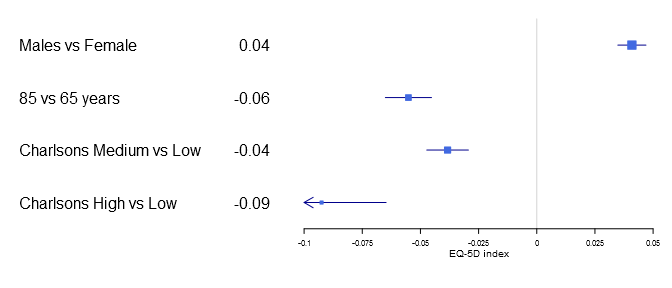 Males vs Female 0.04
85 vs 65 years -0.06
Charlsons Medium vs Low -0.04
Charlsons High vs Low -0.09
-0.1 -0.075 -0.05 -0.025 0 0.025 0.05
EQ-5D index